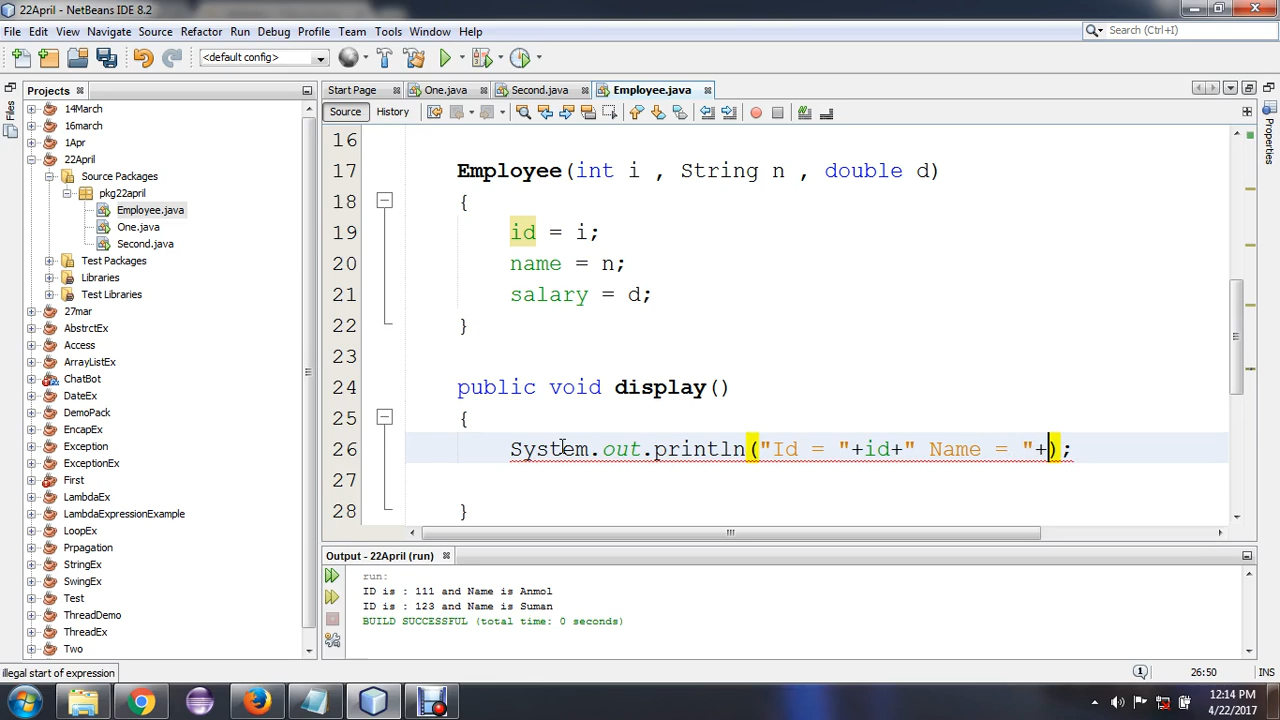 22April - NetBeans IDE 8.2
File Edit View Navigate Source Refactor Run Debug Profile Team Tools Window Help
Search (Ctrl+I)
<default config>
Files
Projects
Start Page One.java Second.java Employee.java
Source History
Properties
14March
16march
1Apr
22April
Source Packages
pkg22april
Employee.java
One.java
Second.java
Test Packages
Libraries
Test Libraries
27mar
AbstrctEx
Access
ArrayListEx
ChatBot
DateEx
DemoPack
EncapEx
Exception
ExceptionEx
First
LambdaEx
LambdaExpressionExample
LoopEx
Prpagation
StringEx
SwingEx
Test
ThreadDemo
ThreadEx
Two
16
17 Employee(int i , String n , double d)
18 {
19 id = i;
20 name = n;
21 salary = d;
22 }
23
24 public void display()
25 {
26 System.out.println("Id = "+id+" Name = "+);
27
28 }
Output - 22April (run)
run:
ID is : 111 and Name is Anmol
ID is : 123 and Name is Suman
BUILD SUCCESSFUL (total time: 0 seconds)
illegal start of expression
1
26:50
INS
12:14 PM
4/22/2017